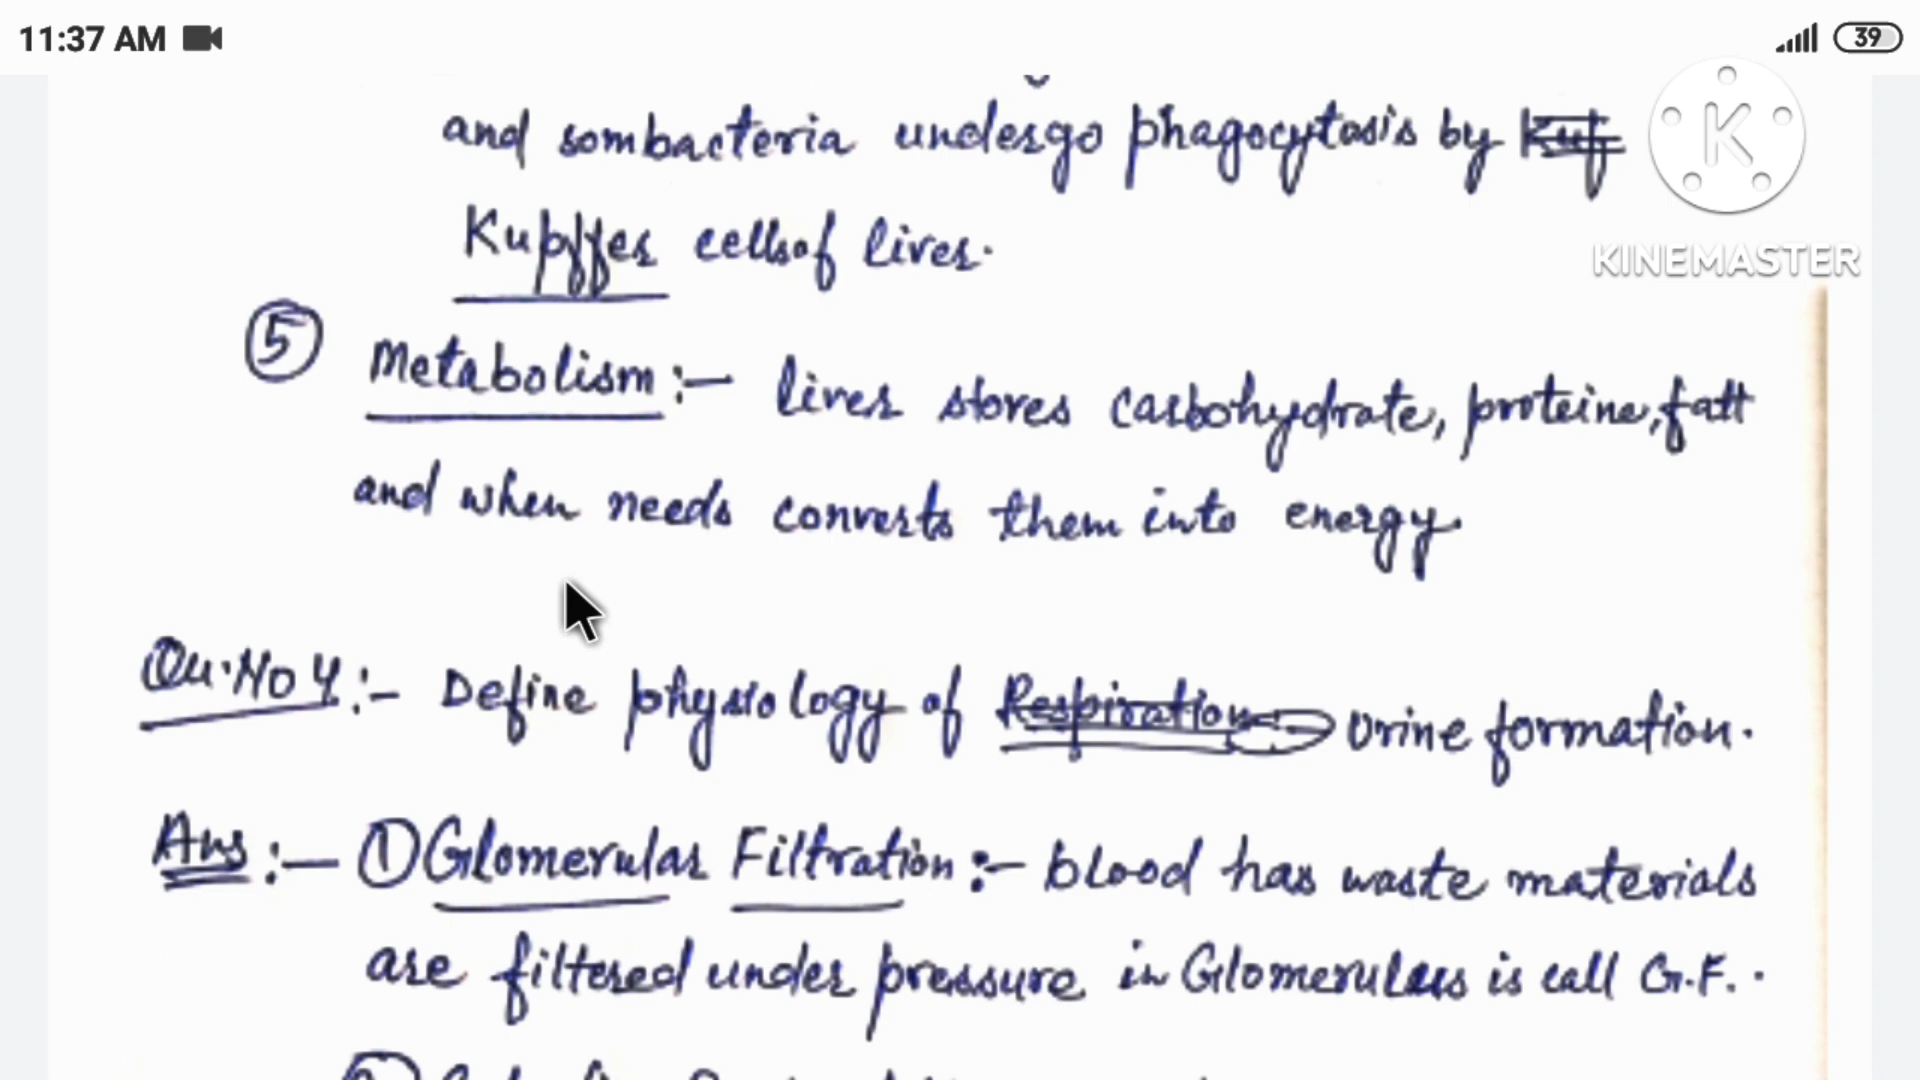 11:37 AM
39
and sombacteria undergo phagocytosis by Kuf
Kupffer cells of liver.
KINEMASTER
5 Metabolism :- liver stores carbohydrate, proteine, fatt
and when needs converts them into energy.
Qu. No 4 :- Define physiology of Respiration urine formation.
Ans :- 1 Glomerular Filtration :- blood has waste materials
are filtered under pressure in Glomerulus is call G.F.